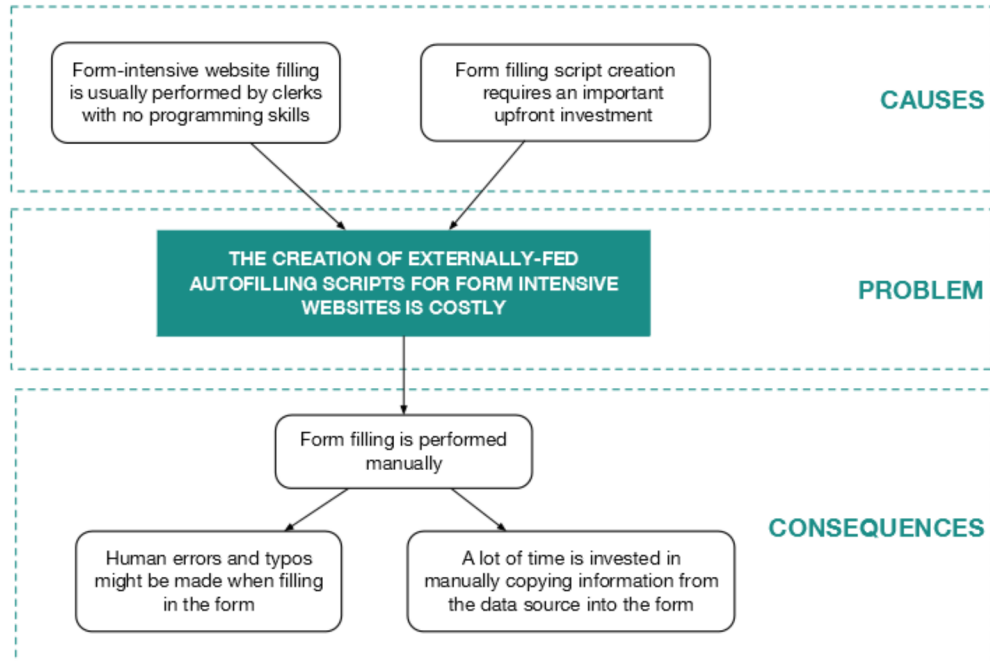 Form-intensive website filling
is usually performed by clerks
with no programming skills
Form filling script creation
requires an important
upfront investment
CAUSES
THE CREATION OF EXTERNALLY-FED
AUTOFILLING SCRIPTS FOR FORM INTENSIVE
WEBSITES IS COSTLY
PROBLEM
Form filling is performed
manually
CONSEQUENCES
Human errors and typos
might be made when filling
in the form
A lot of time is invested in
manually copying information from
the data source into the form